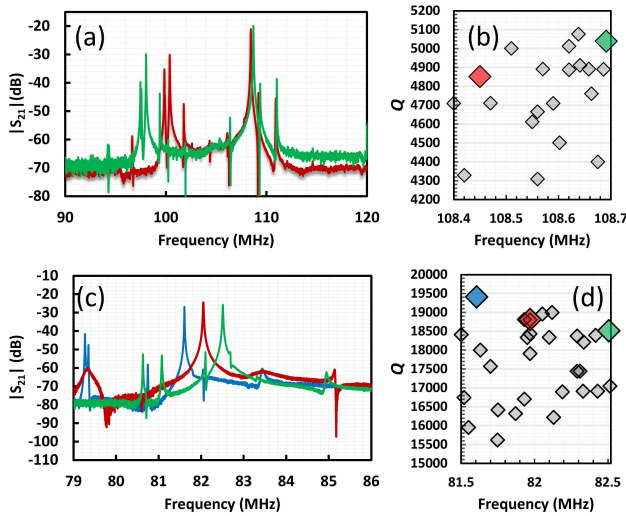 (a)
|S21|(dB)
-20
-30
-40
-50
-60
-70
-80
90 100 110 120
Frequency (MHz)
(b)
Q
5200
5100
5000
4900
4800
4700
4600
4500
4400
4300
4200
108.4 108.5 108.6 108.7
Frequency (MHz)
(c)
|S21| (dB)
-10
-20
-30
-40
-50
-60
-70
-80
-90
-100
-110
79 80 81 82 83 84 85 86
Frequency (MHz)
(d)
Q
20000
19500
19000
18500
18000
17500
17000
16500
16000
15500
15000
81.5 82 82.5
Frequency (MHz)